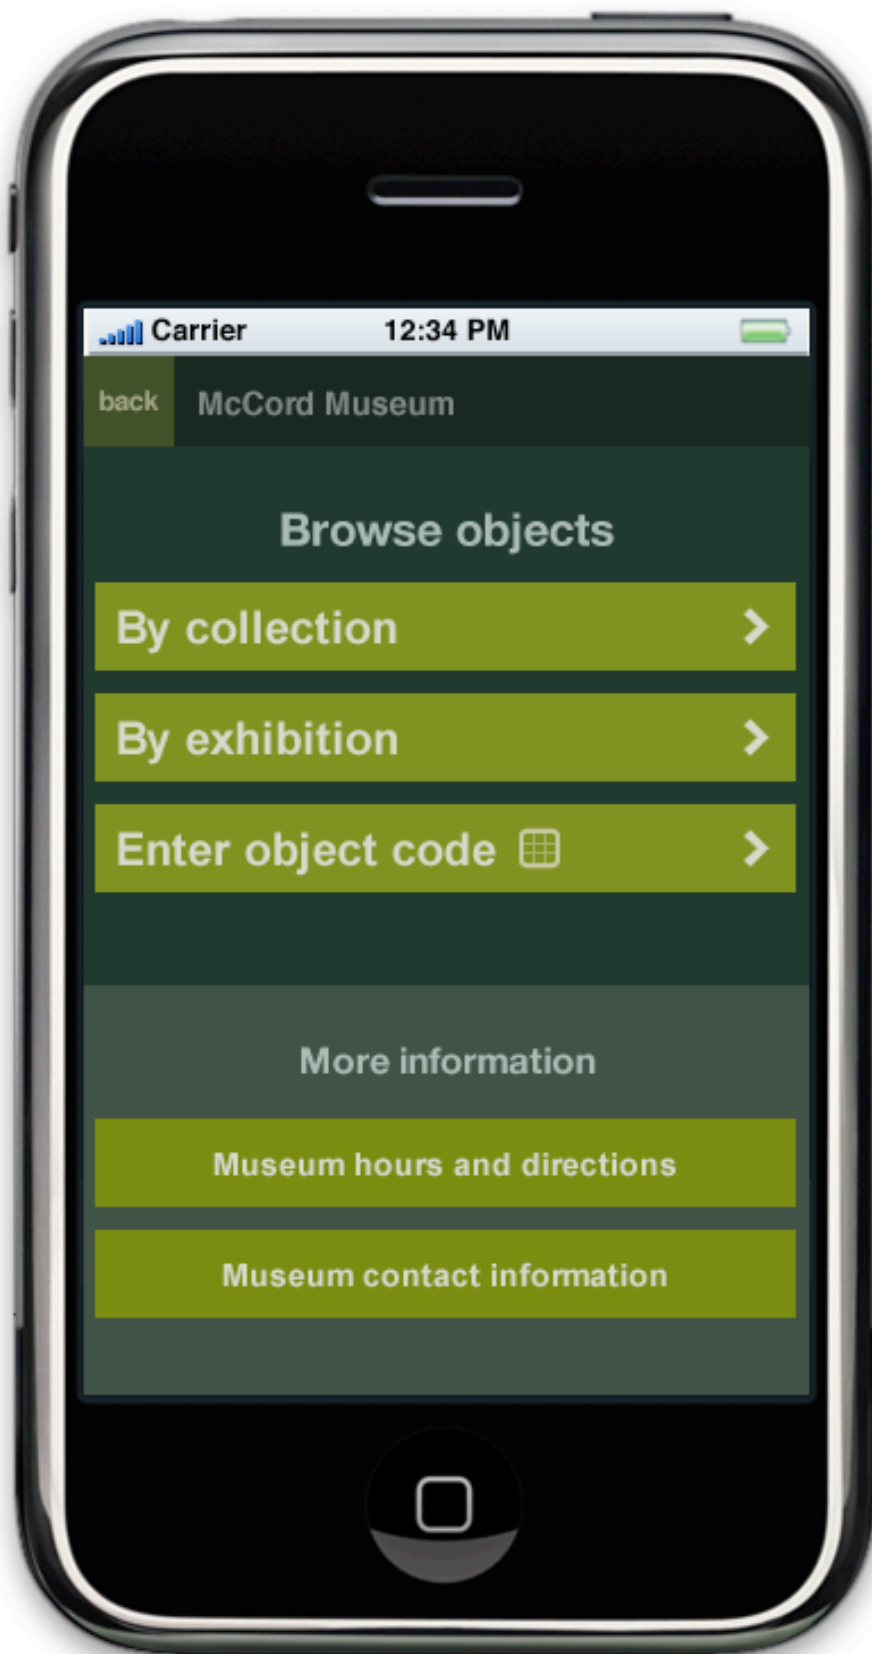 Carrier 12:34 PM
back McCord Museum
Browse objects
By collection
By exhibition
Enter object code
More information
Museum hours and directions
Museum contact information